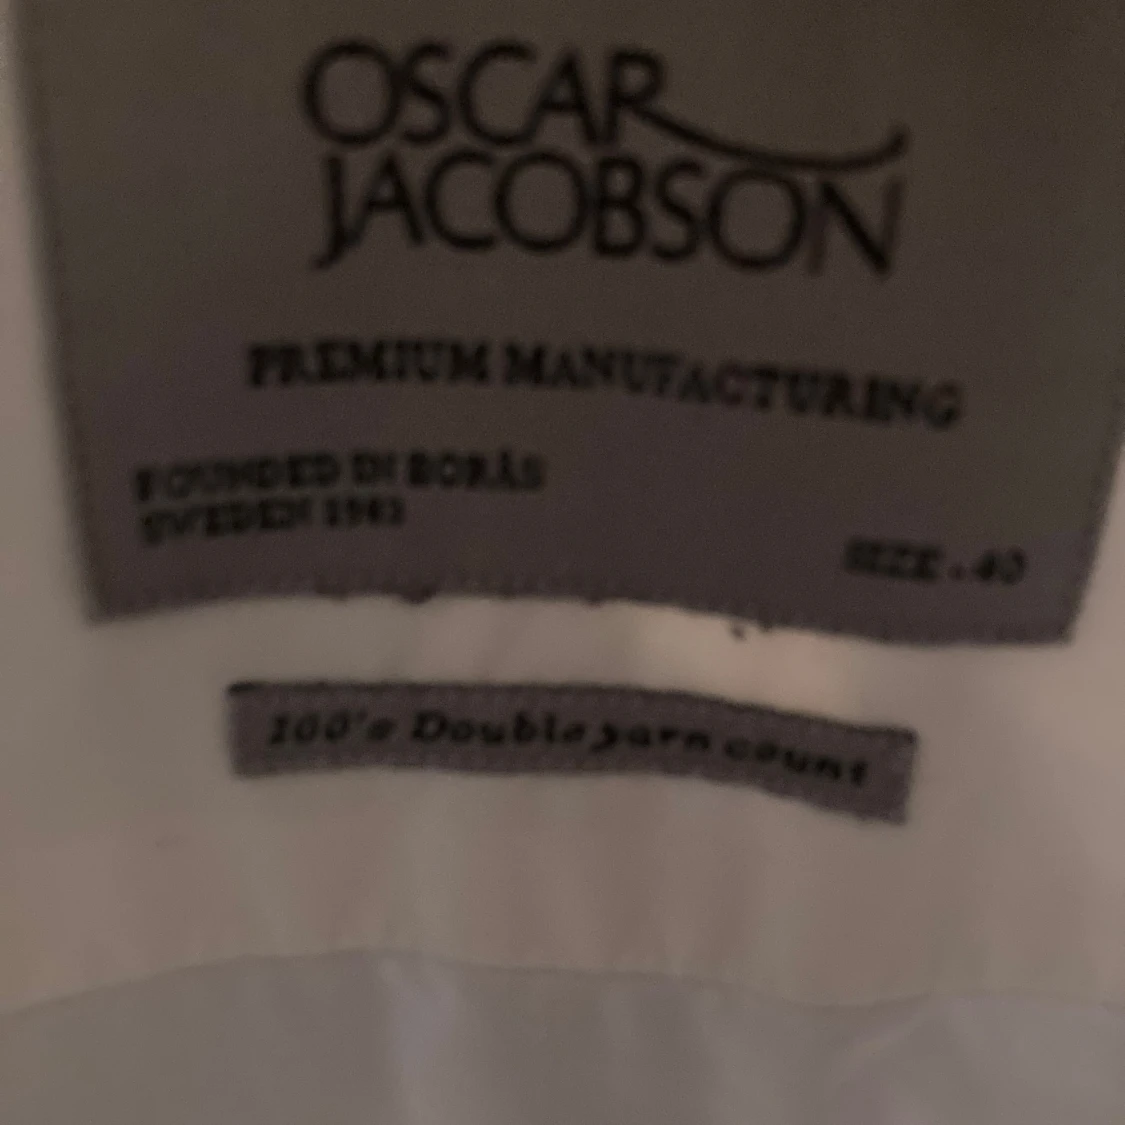 OSCAR
JACOBSON
PREMIUM MANUFACTURING
FOUNDED IN BORÅS
SWEDEN
SIZE . 40
100's Double yarn count